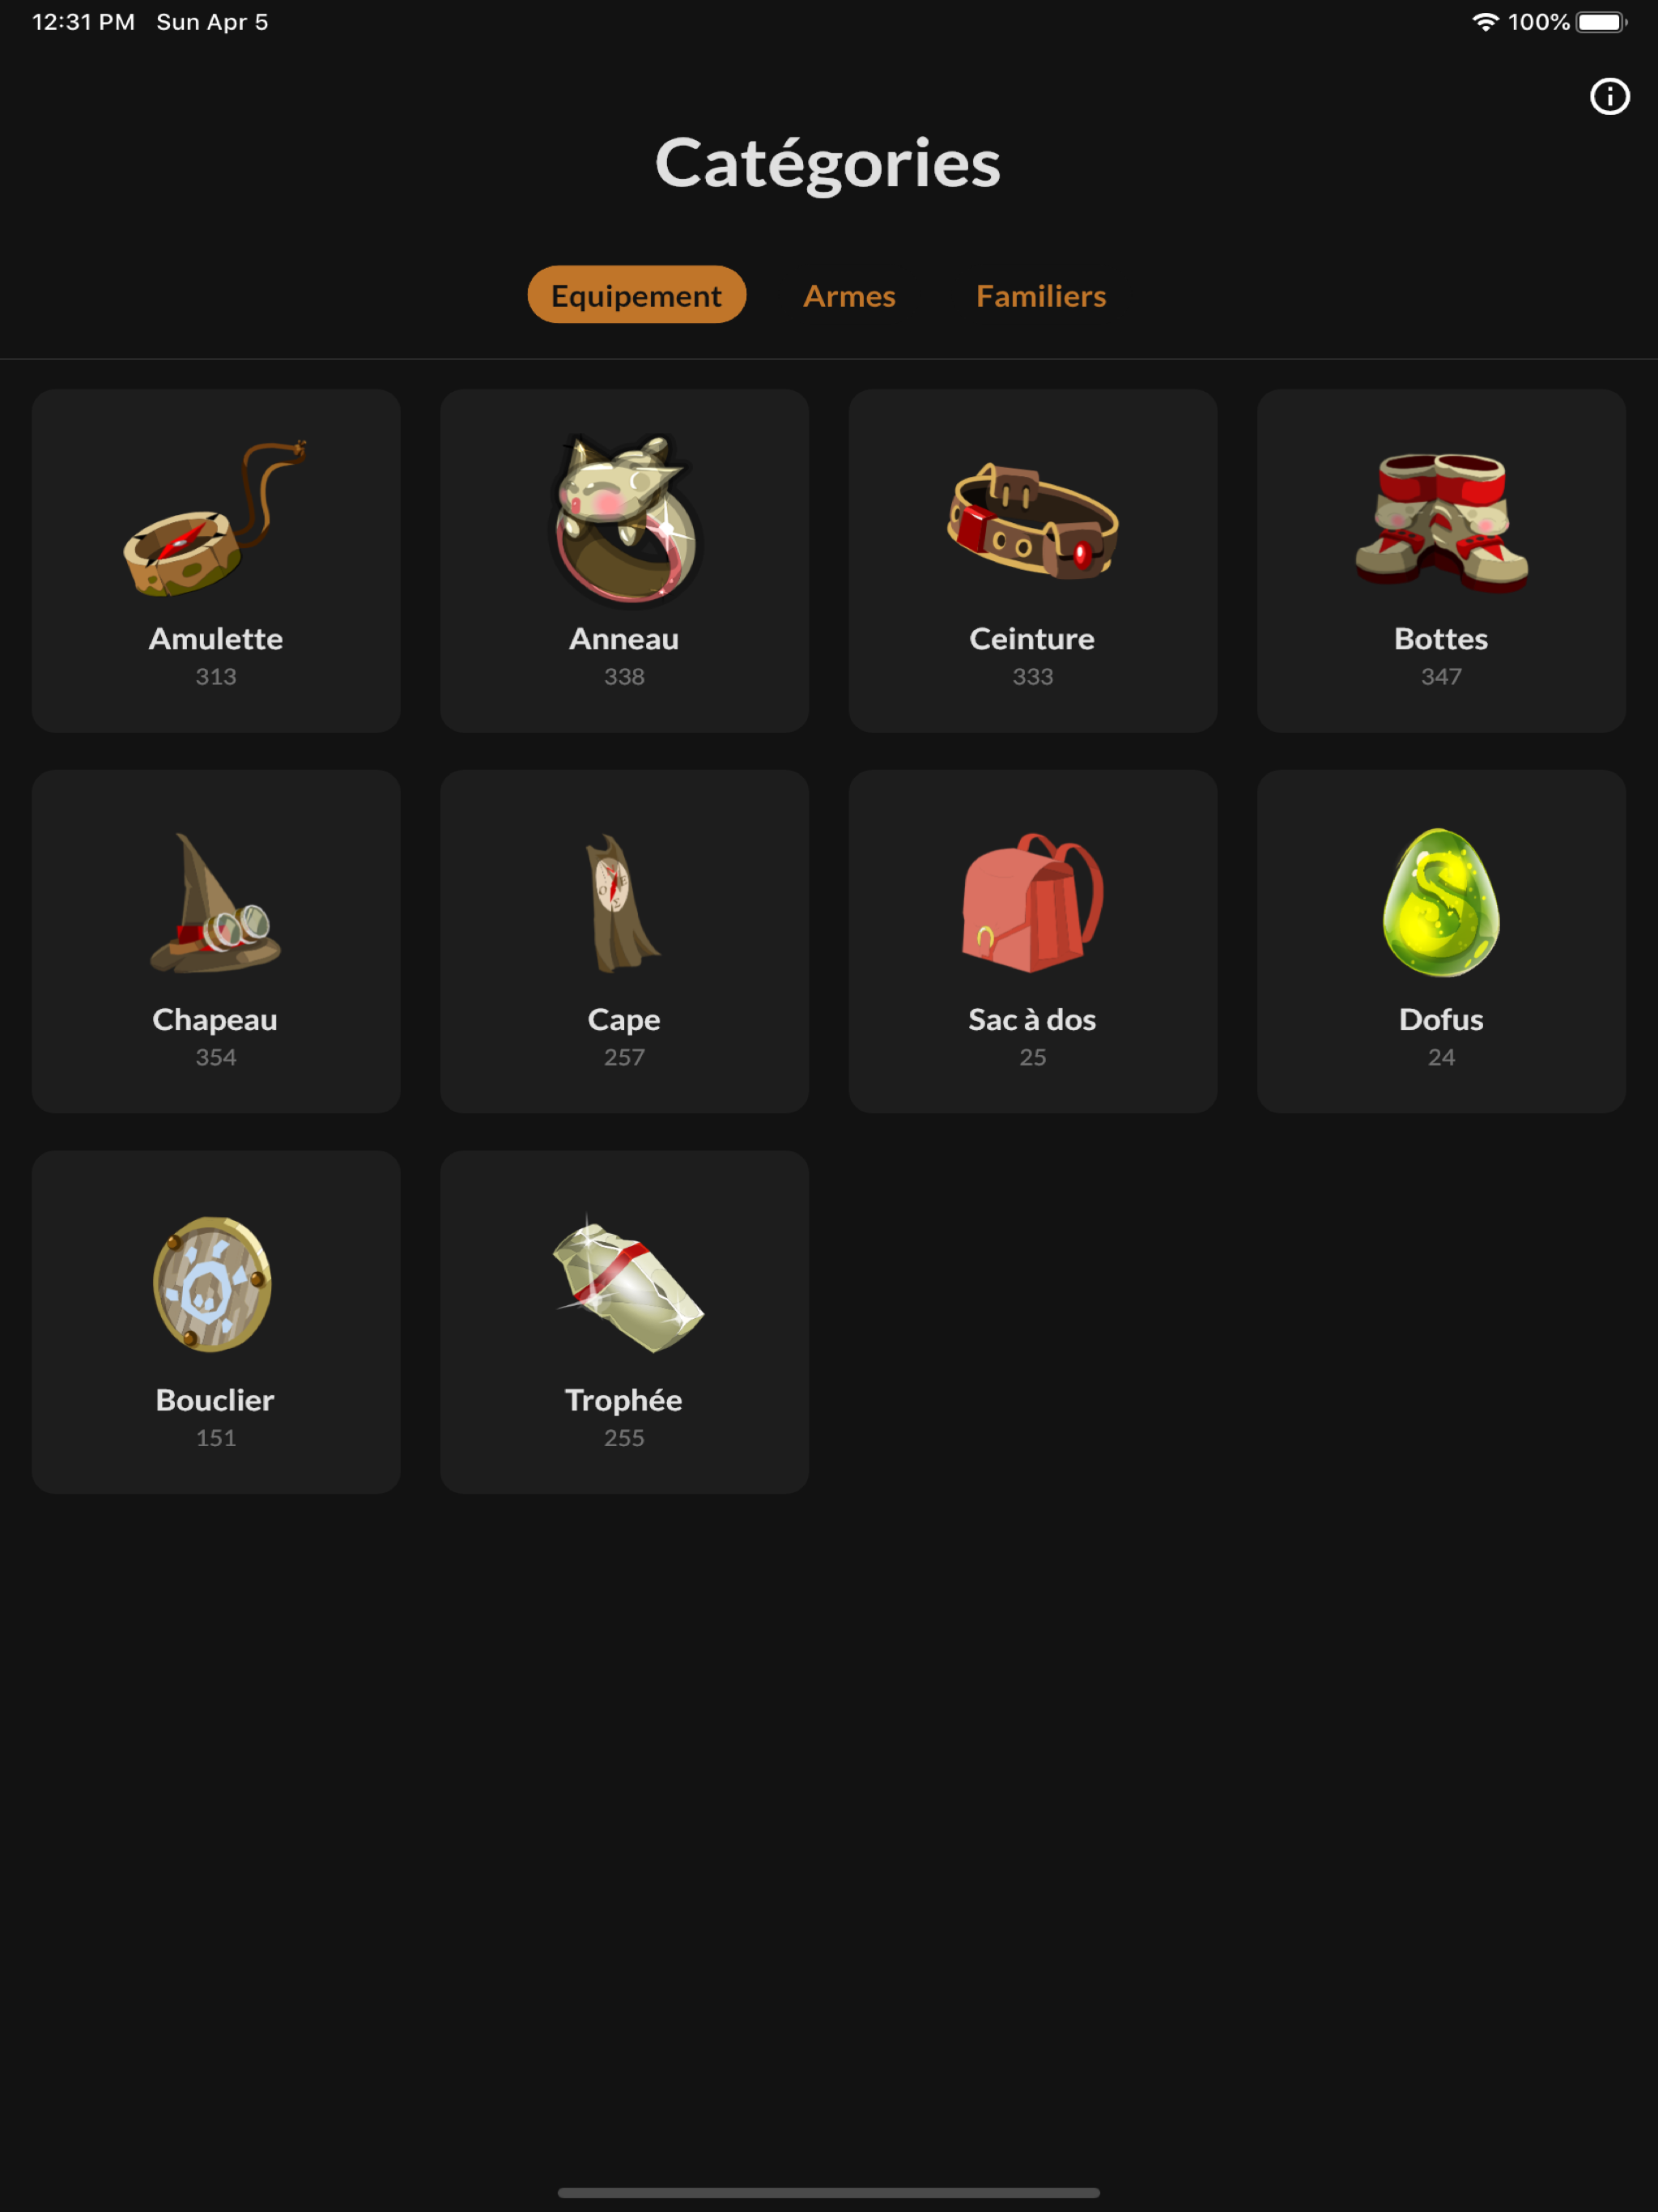 12:31 PM Sun Apr 5 100%
Catégories
Equipement Armes Familiers
Amulette
313
Anneau
338
Ceinture
333
Bottes
347
Chapeau
354
Cape
257
Sac à dos
25
Dofus
24
Bouclier
151
Trophée
255